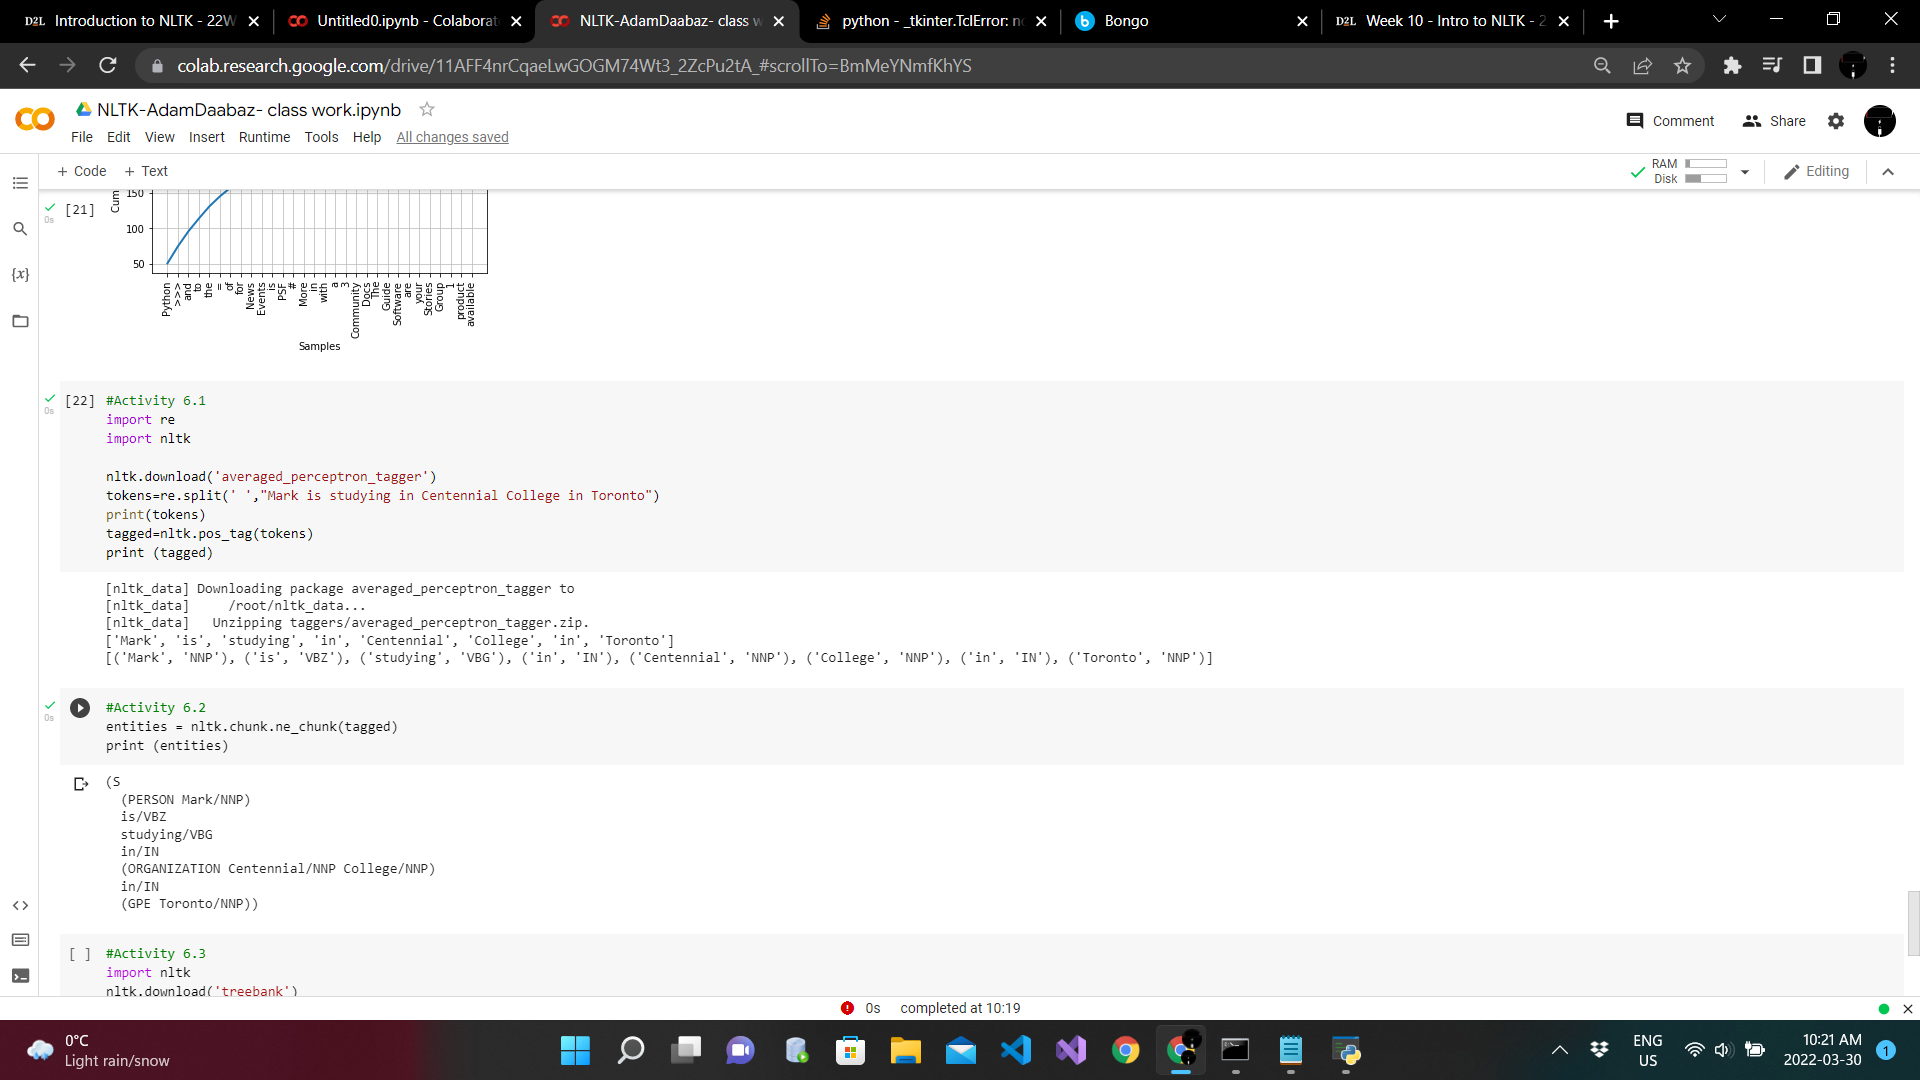 Introduction to NLTK - 22W
Untitled0.ipynb - Colaborat
NLTK-AdamDaabaz- class w
python - _tkinter.TclError: n
Bongo
Week 10 - Intro to NLTK - 2
colab.research.google.com/drive/11AFF4nrCqaeLwGOGM74Wt3_2ZcPu2tA_#scrollTo=BmMeYNmfKhYS
NLTK-AdamDaabaz- class work.ipynb
Comment
Share
File Edit View Insert Runtime Tools Help All changes saved
+ Code + Text
RAM
Disk
Editing
[21]
0s
Cum
150
100
50
Python
>>>
and
to
the
=
of
for
News
Events
is
PSF
#
More
in
with
a
3
Community
Docs
The
Guide
Software
are
your
Stories
Group
1
product
available
Samples
[22]
0s
#Activity 6.1
import re
import nltk
nltk.download('averaged_perceptron_tagger')
tokens=re.split(' ',"Mark is studying in Centennial College in Toronto")
print(tokens)
tagged=nltk.pos_tag(tokens)
print (tagged)
[nltk_data] Downloading package averaged_perceptron_tagger to
[nltk_data]     /root/nltk_data...
[nltk_data]   Unzipping taggers/averaged_perceptron_tagger.zip.
['Mark', 'is', 'studying', 'in', 'Centennial', 'College', 'in', 'Toronto']
[('Mark', 'NNP'), ('is', 'VBZ'), ('studying', 'VBG'), ('in', 'IN'), ('Centennial', 'NNP'), ('College', 'NNP'), ('in', 'IN'), ('Toronto', 'NNP')]
0s
#Activity 6.2
entities = nltk.chunk.ne_chunk(tagged)
print (entities)
(S
  (PERSON Mark/NNP)
  is/VBZ
  studying/VBG
  in/IN
  (ORGANIZATION Centennial/NNP College/NNP)
  in/IN
  (GPE Toronto/NNP))
[ ]
#Activity 6.3
import nltk
nltk.download('treebank')
0s completed at 10:19
0°C
Light rain/snow
ENG
US
10:21 AM
2022-03-30
1